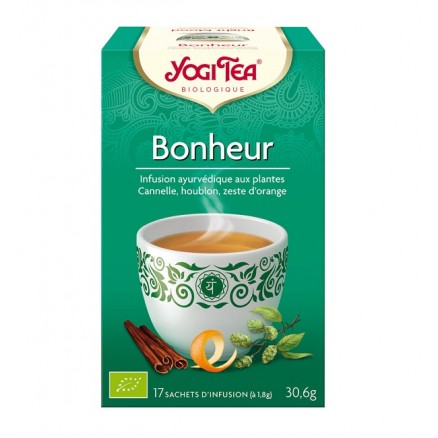 Bonheur
YOGI TEA®
BIOLOGIQUE
Bonheur
Infusion ayurvédique aux plantes
Cannelle, houblon, zeste d'orange
17 SACHETS D'INFUSION (à 1,8g) 30,6g